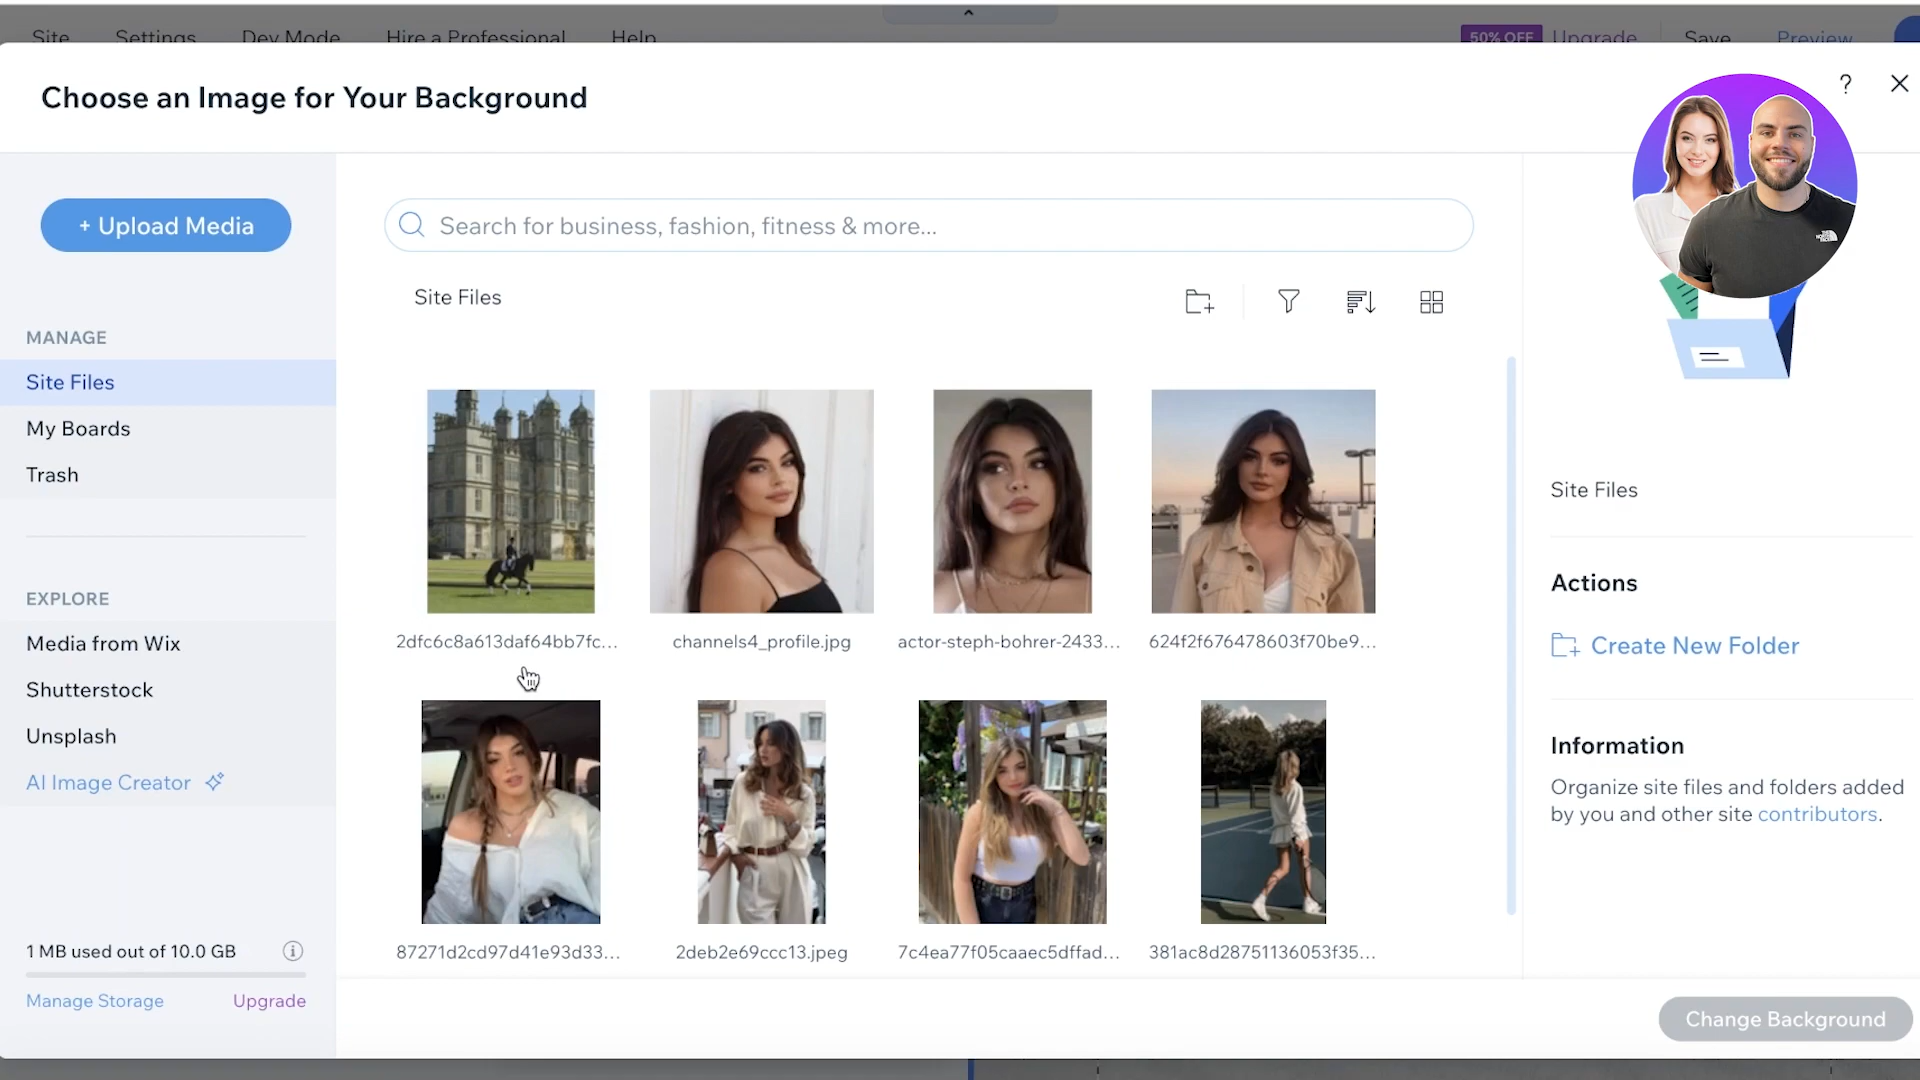 Site Settings Dev Mode Hire a Professional Help 50% OFF Upgrade Save Preview
Choose an Image for Your Background
?
+ Upload Media
Search for business, fashion, fitness & more...
THE NORTH FACE
Site Files
MANAGE
Site Files
My Boards
Trash
Site Files
Actions
2dfc6c8a613daf64bb7fc...
channels4_profile.jpg
actor-steph-bohrer-2433...
624f2f676478603f70be9...
Create New Folder
EXPLORE
Media from Wix
Shutterstock
Unsplash
AI Image Creator
Information
Organize site files and folders added
by you and other site contributors.
1 MB used out of 10.0 GB
87271d2cd97d41e93d33...
2deb2e69ccc13.jpeg
7c4ea77f05caaec5dffad...
381ac8d28751136053f35...
Manage Storage Upgrade
Change Background